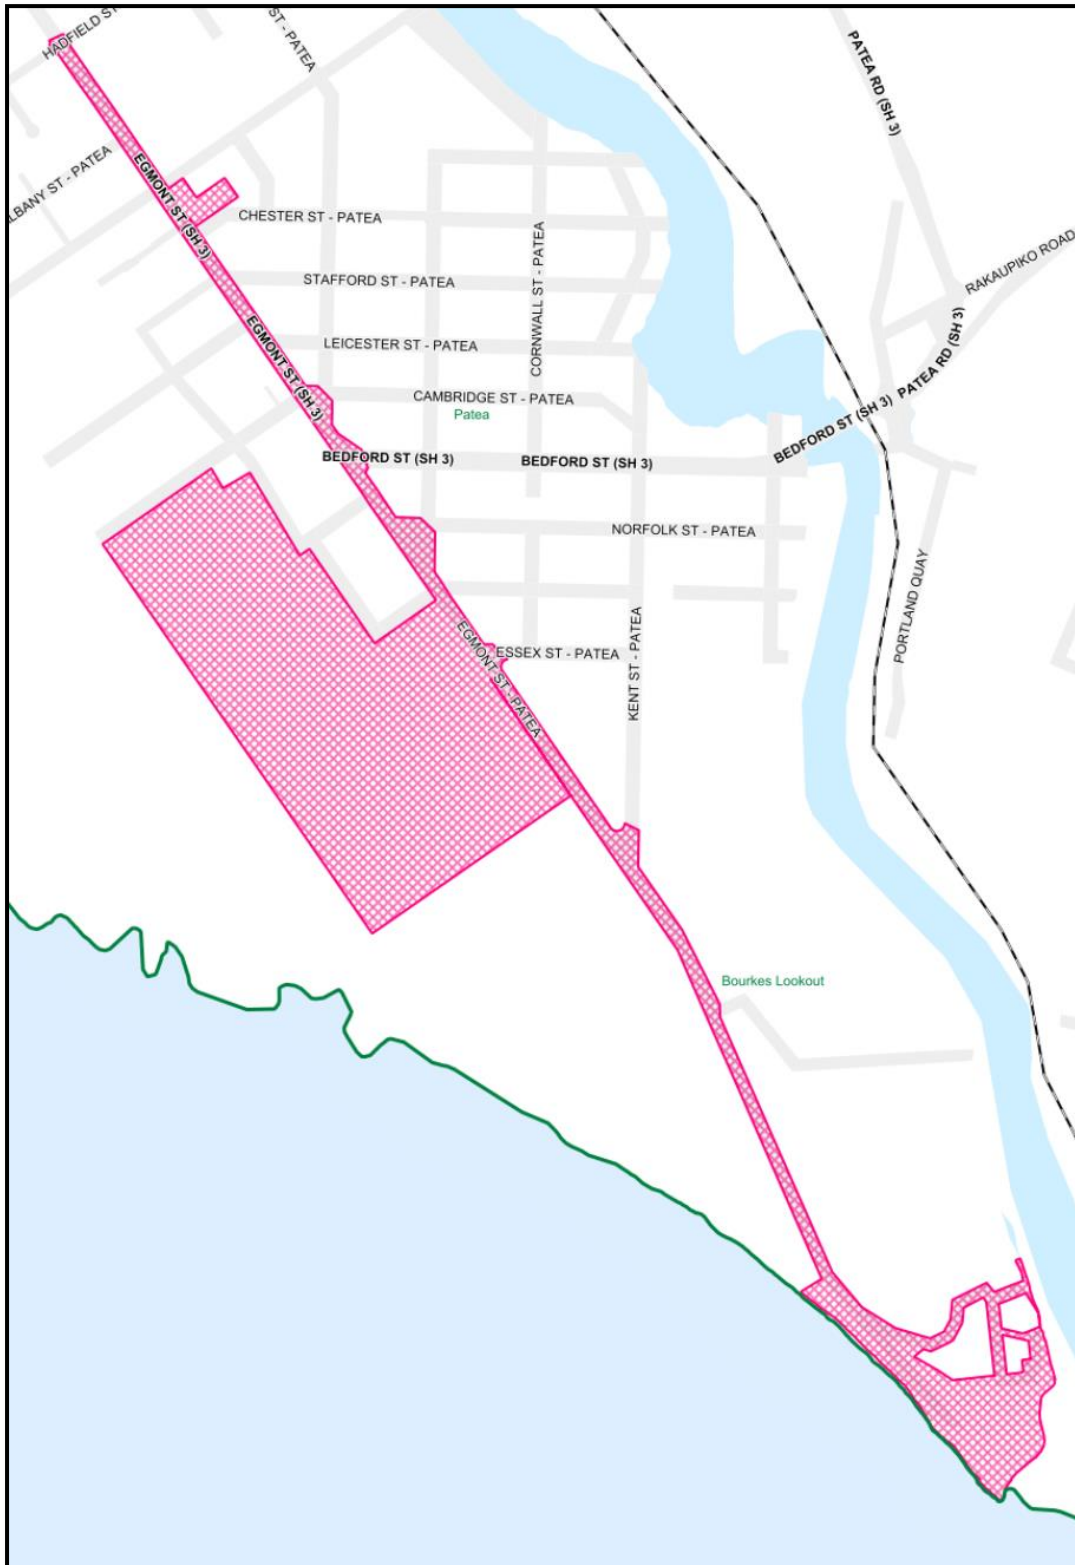 HADFIELD ST
ST - PATEA
PATEA RD (SH 3)
ALBANY ST - PATEA
EGMONT ST (SH 3)
CHESTER ST - PATEA
RAKAUPIKO ROAD
STAFFORD ST - PATEA
CORNWALL ST - PATEA
EGMONT ST (SH 3)
LEICESTER ST - PATEA
PATEA RD (SH 3)
CAMBRIDGE ST - PATEA
Patea
BEDFORD ST (SH 3)
BEDFORD ST (SH 3)
BEDFORD ST (SH 3)
NORFOLK ST - PATEA
PORTLAND QUAY
EGMONT ST - PATEA
ESSEX ST - PATEA
KENT ST - PATEA
Bourkes Lookout